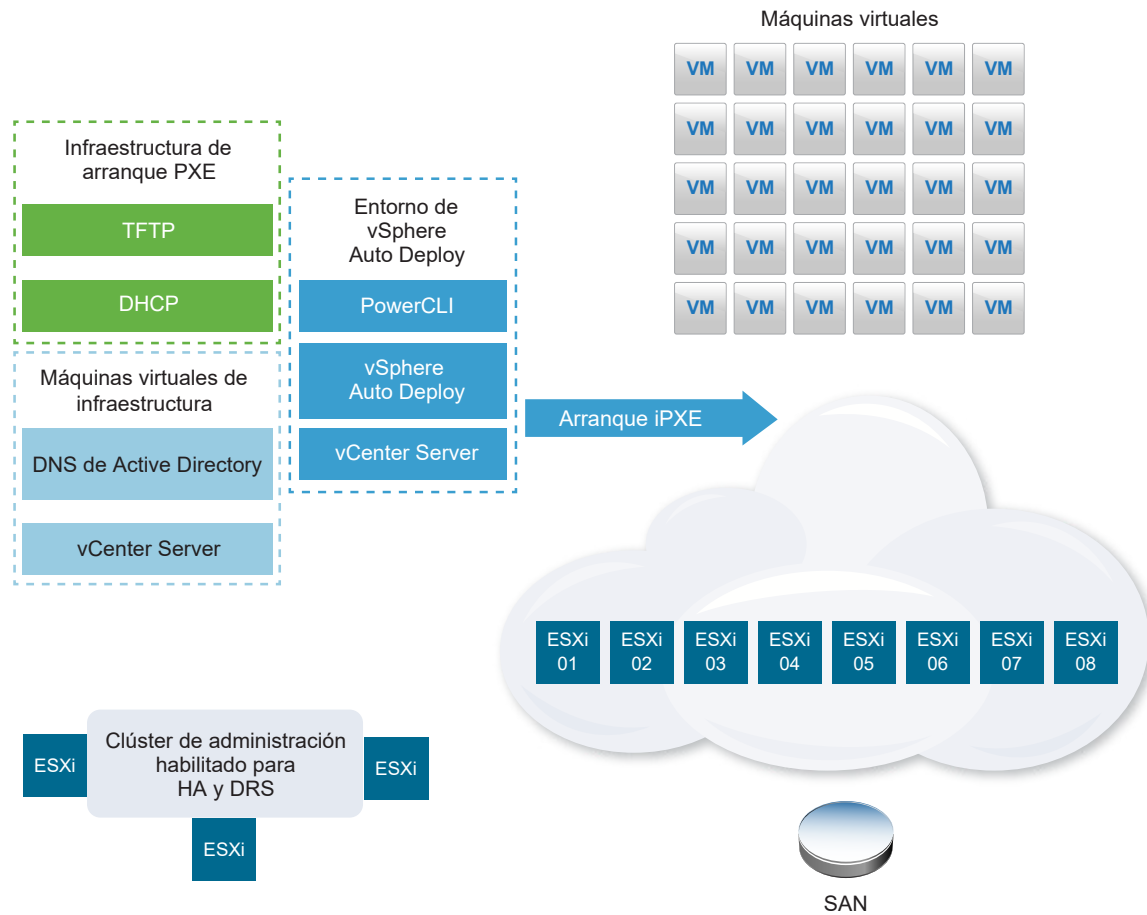 Máquinas virtuales
VM VM VM VM VM VM
VM VM VM VM VM VM
VM VM VM VM VM VM
VM VM VM VM VM VM
VM VM VM VM VM VM
Infraestructura de
arranque PXE
TFTP
DHCP
Máquinas virtuales de
infraestructura
DNS de Active Directory
vCenter Server
Entorno de
vSphere
Auto Deploy
PowerCLI
vSphere
Auto Deploy
vCenter Server
Arranque iPXE
ESXi
01
ESXi
02
ESXi
03
ESXi
04
ESXi
05
ESXi
06
ESXi
07
ESXi
08
ESXi
Clúster de administración
habilitado para
HA y DRS
ESXi
ESXi
SAN